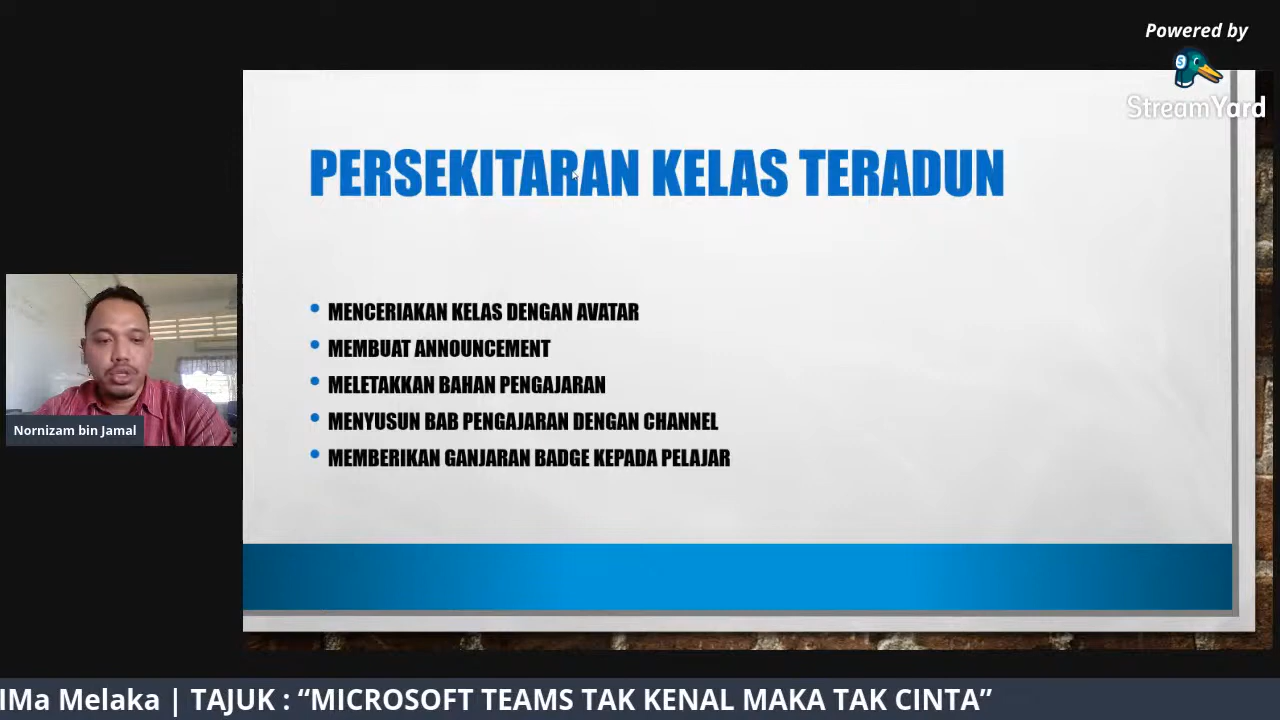 Powered by
StreamYard
PERSEKITARAN KELAS TERADUN
• MENCERIAKAN KELAS DENGAN AVATAR
• MEMBUAT ANNOUNCEMENT
• MELETAKKAN BAHAN PENGAJARAN
• MENYUSUN BAB PENGAJARAN DENGAN CHANNEL
• MEMBERIKAN GANJARAN BADGE KEPADA PELAJAR
Nornizam bin Jamal
IMa Melaka | TAJUK : “MICROSOFT TEAMS TAK KENAL MAKA TAK CINTA”